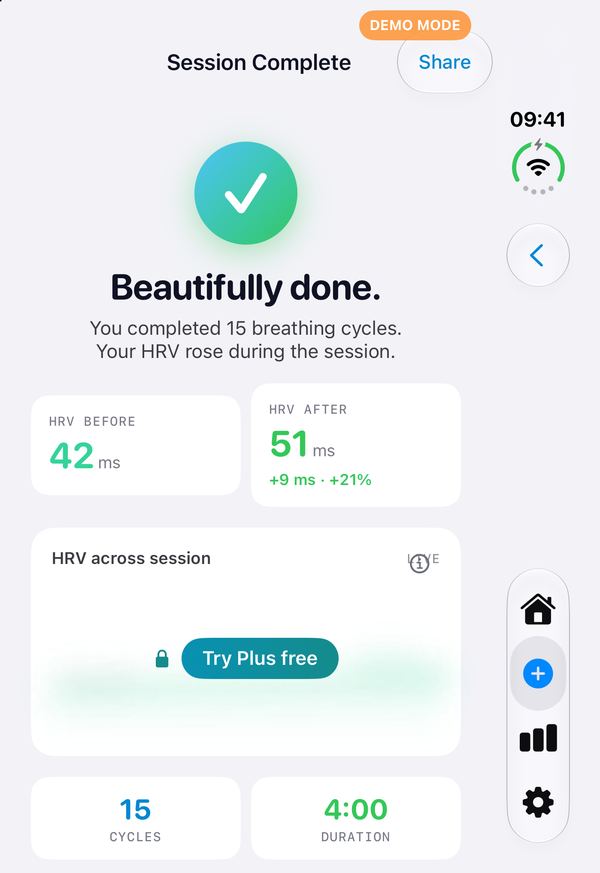 DEMO MODE
Session Complete
Share
09:41
Beautifully done.
You completed 15 breathing cycles.
Your HRV rose during the session.
HRV BEFORE
42 ms
HRV AFTER
51 ms
+9 ms · +21%
HRV across session
LIVE
Try Plus free
15
CYCLES
4:00
DURATION